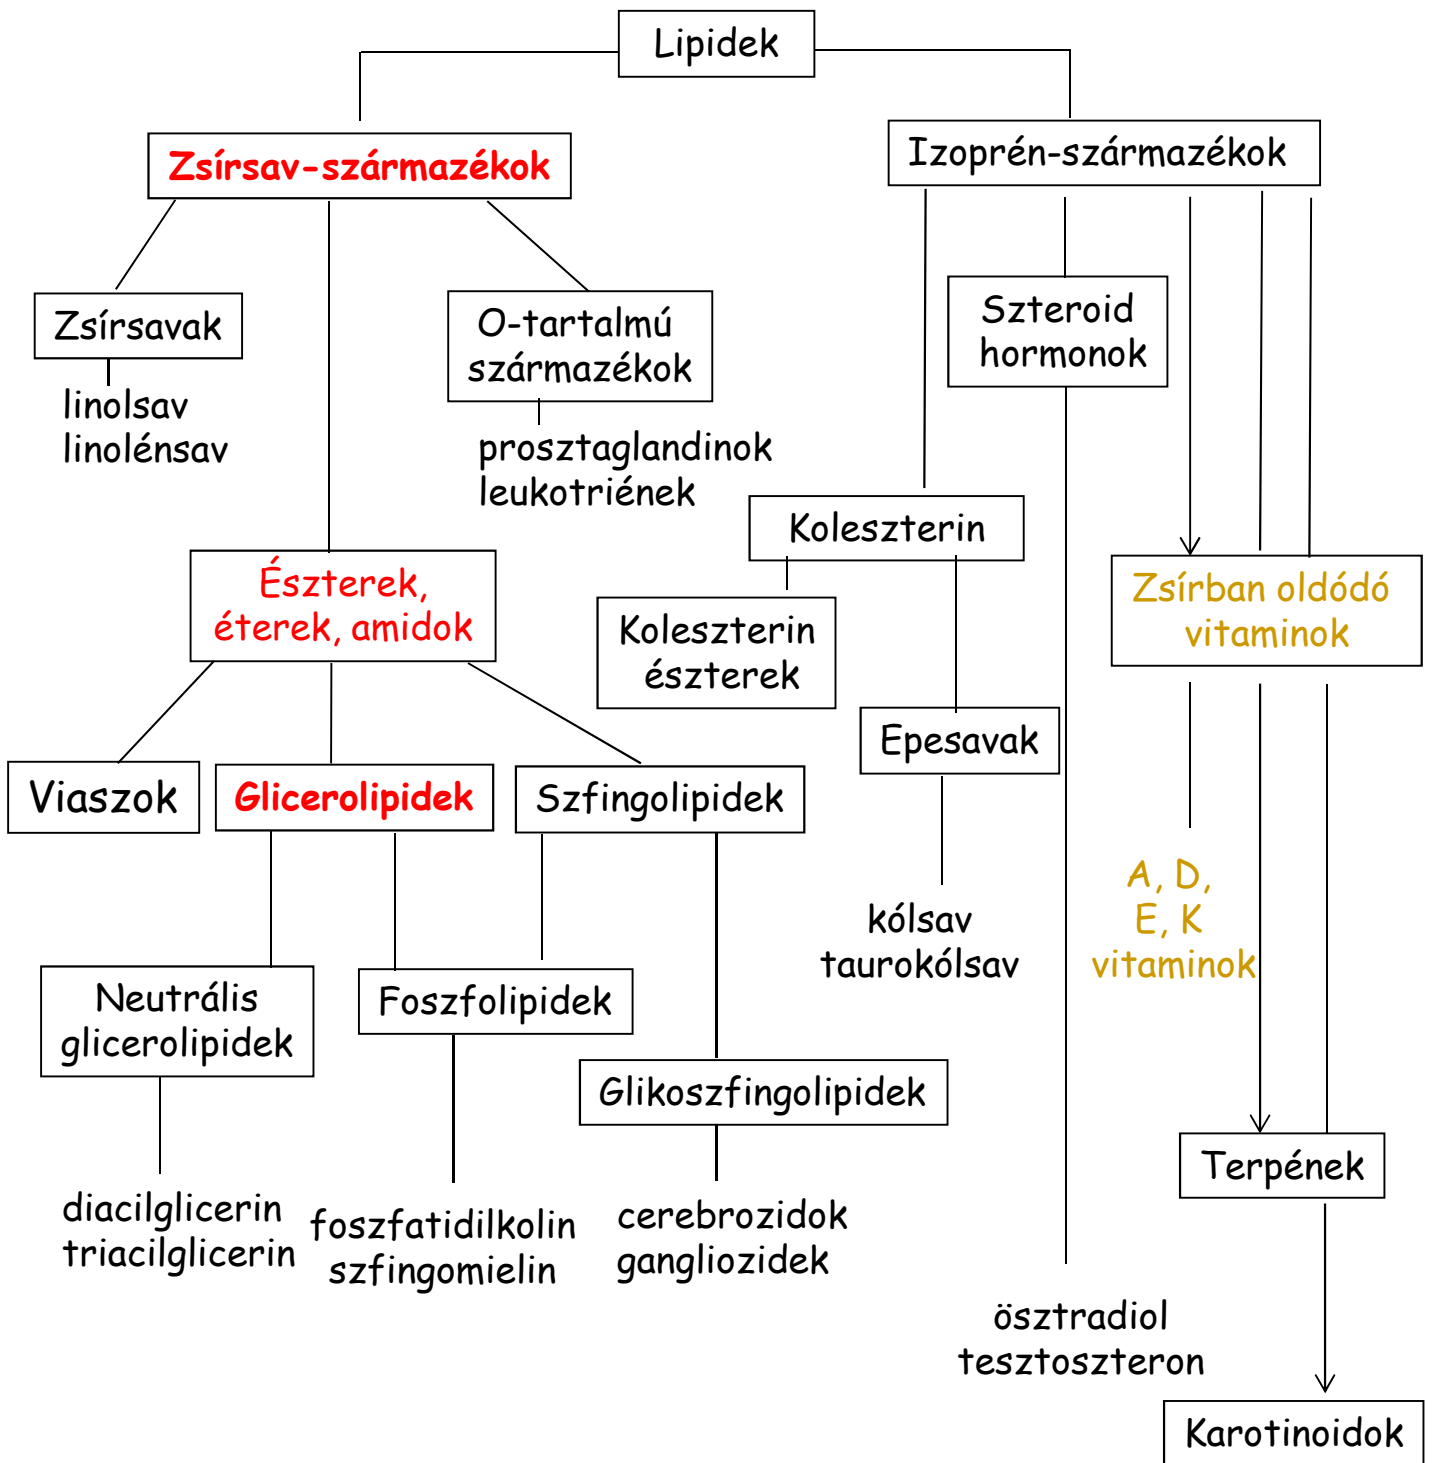 Lipidek
Zsírsav-származékok
Izoprén-származékok
Zsírsavak
linolsav
linolénsav
O-tartalmú
származékok
prosztaglandinok
leukotriének
Szteroid
hormonok
Koleszterin
Észterek,
éterek, amidok
Koleszterin
észterek
Zsírban oldódó
vitaminok
Epesavak
Viaszok
Glicerolipidek
Szfingolipidek
kólsav
taurokólsav
A, D,
E, K
vitaminok
Neutrális
glicerolipidek
Foszfolipidek
Glikoszfingolipidek
Terpének
diacilglicerin
triacilglicerin
foszfatidilkolin
szfingomielin
cerebrozidok
gangliozidek
ösztradiol
tesztoszteron
Karotinoidok